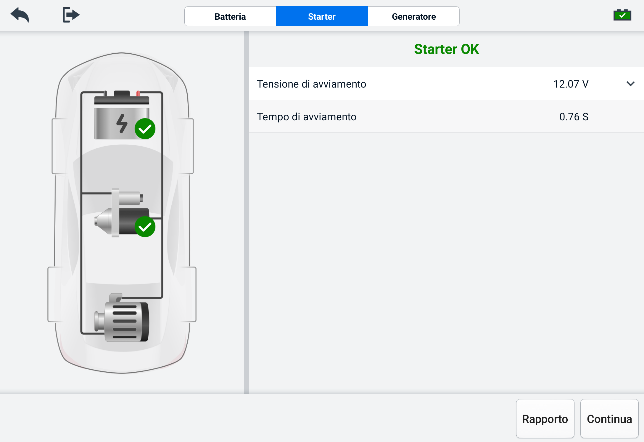 Batteria Starter Generatore
Starter OK
Tensione di avviamento 12.07 V
Tempo di avviamento 0.76 S
Rapporto Continua